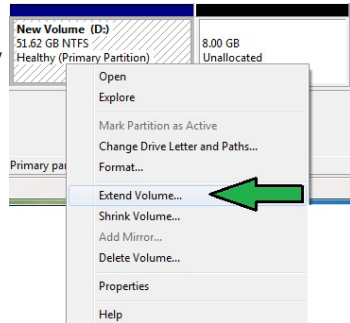 New Volume (D:)
51.62 GB NTFS
Healthy (Primary Partition)
8.00 GB
Unallocated
Open
Explore
Mark Partition as Active
Change Drive Letter and Paths...
Format...
Primary par
Extend Volume...
Shrink Volume...
Add Mirror...
Delete Volume...
Properties
Help